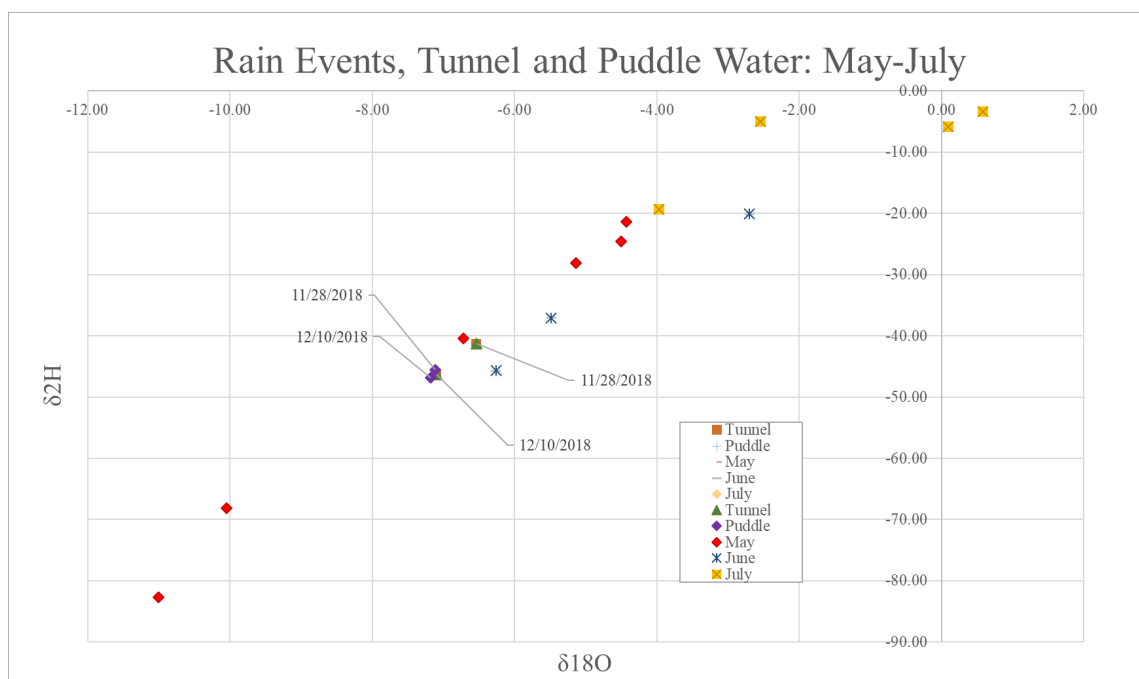 Rain Events, Tunnel and Puddle Water: May-July
-12.00 -10.00 -8.00 -6.00 -4.00 -2.00 0.00 2.00
0.00
-10.00
-20.00
-30.00
-40.00
-50.00
-60.00
-70.00
-80.00
-90.00
11/28/2018
12/10/2018
11/28/2018
12/10/2018
δ2H
Tunnel
Puddle
May
June
July
Tunnel
Puddle
May
June
July
δ18O